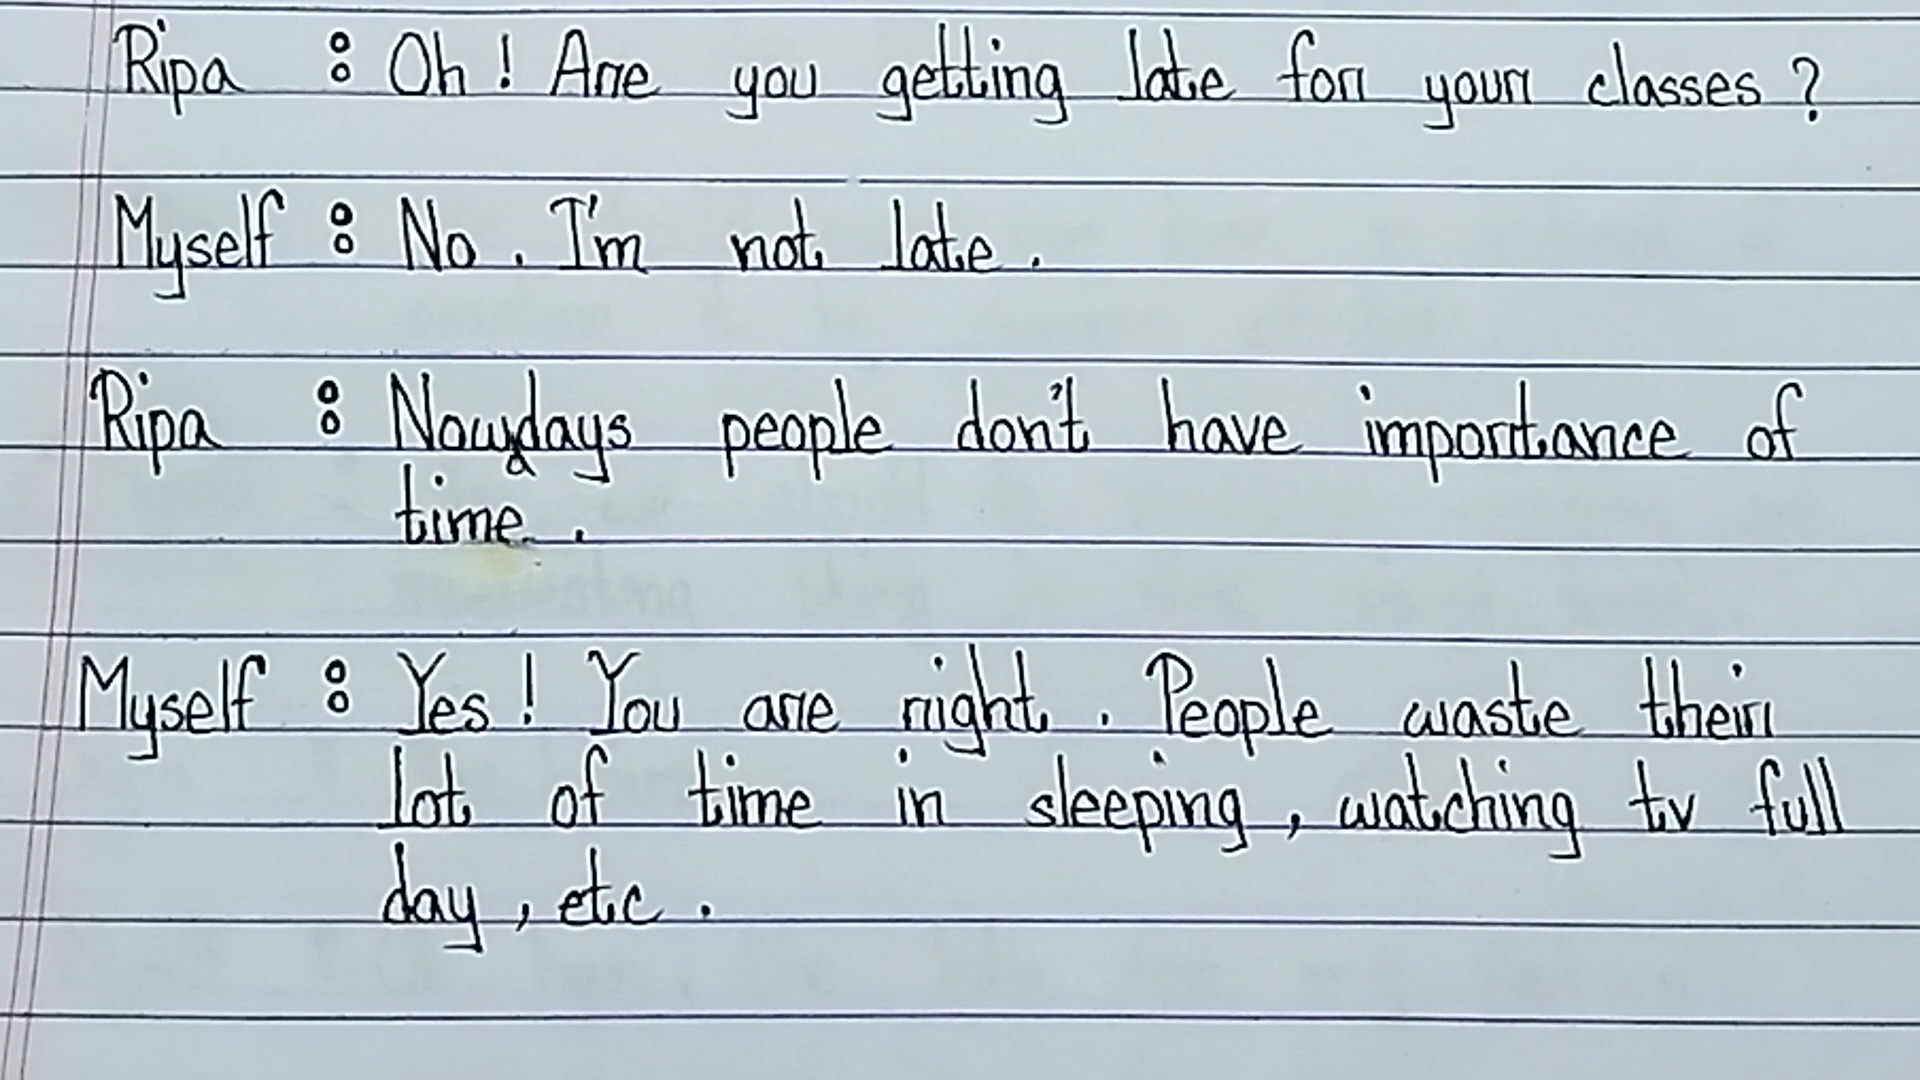 Ripa : Oh! Are you getting late for your classes?
Myself : No. I'm not late.
Ripa : Nowadays people don't have importance of
time.
Myself : Yes! You are right. People waste their
lot of time in sleeping, watching tv full
day, etc.